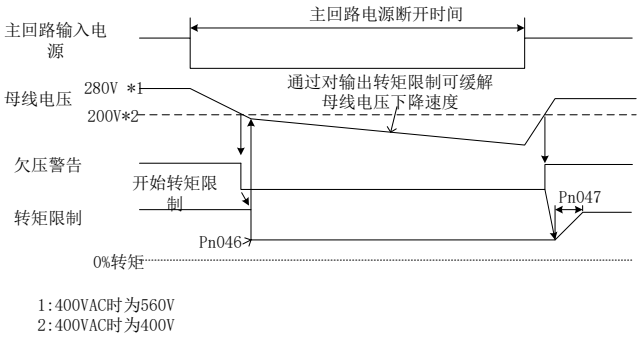 主回路电源断开时间
主回路输入电
源
280V *1
母线电压
200V*2
通过对输出转矩限制可缓解
母线电压下降速度
欠压警告
开始转矩限
制
Pn047
转矩限制
Pn046
0%转矩
1:400VAC时为560V
2:400VAC时为400V